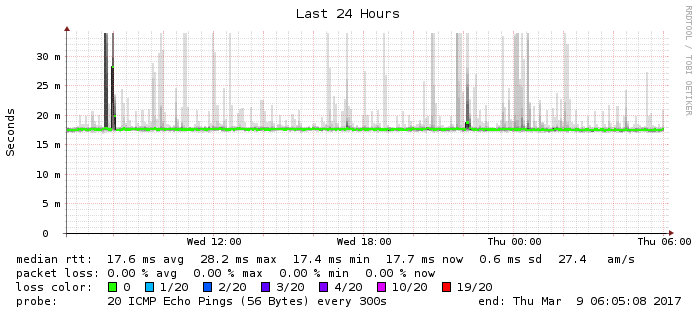 Last 24 Hours
RRDTOOL / TOBI OETIKER
Seconds
30 m
25 m
20 m
15 m
10 m
5 m
0
Wed 12:00 Wed 18:00 Thu 00:00 Thu 06:00
median rtt: 17.6 ms avg 28.2 ms max 17.4 ms min 17.7 ms now 0.6 ms sd 27.4 am/s
packet loss: 0.00 % avg 0.00 % max 0.00 % min 0.00 % now
loss color: 0 1/20 2/20 3/20 4/20 10/20 19/20
probe: 20 ICMP Echo Pings (56 Bytes) every 300s end: Thu Mar 9 06:05:08 2017